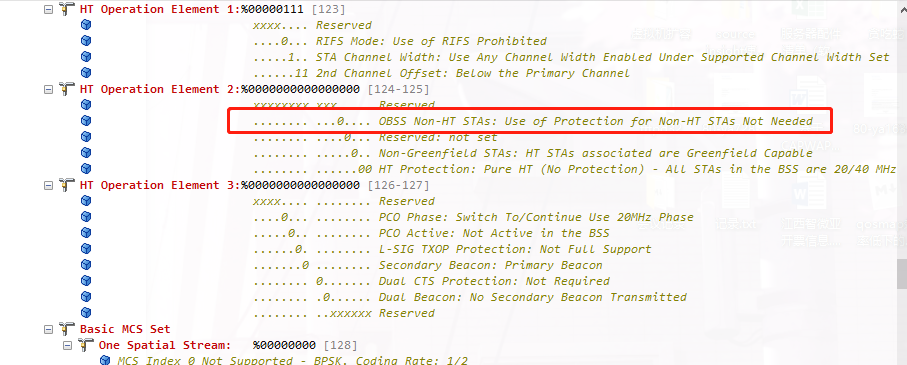 HT Operation Element 1:%00000111 [123]
xxxx.... Reserved
....0... RIFS Mode: Use of RIFS Prohibited
.....1.. STA Channel Width: Use Any Channel Width Enabled Under Supported Channel Width Set
......11 2nd Channel Offset: Below the Primary Channel
HT Operation Element 2:%0000000000000000 [124-125]
xxxxxxxx xxx..... Reserved
........ ...0.... OBSS Non-HT STAs: Use of Protection for Non-HT STAs Not Needed
........ ....0... Reserved: not set
........ .....0.. Non-Greenfield STAs: HT STAs associated are Greenfield Capable
........ ......00 HT Protection: Pure HT (No Protection) - All STAs in the BSS are 20/40 MHz
HT Operation Element 3:%0000000000000000 [126-127]
xxxx.... ........ Reserved
....0... ........ PCO Phase: Switch To/Continue Use 20MHz Phase
.....0.. ........ PCO Active: Not Active in the BSS
......0. ........ L-SIG TXOP Protection: Not Full Support
.......0 ........ Secondary Beacon: Primary Beacon
........ 0....... Dual CTS Protection: Not Required
........ .0...... Dual Beacon: No Secondary Beacon Transmitted
........ ..xxxxxx Reserved
Basic MCS Set
One Spatial Stream: %00000000 [128]
MCS Index 0 Not Supported - BPSK, Coding Rate: 1/2